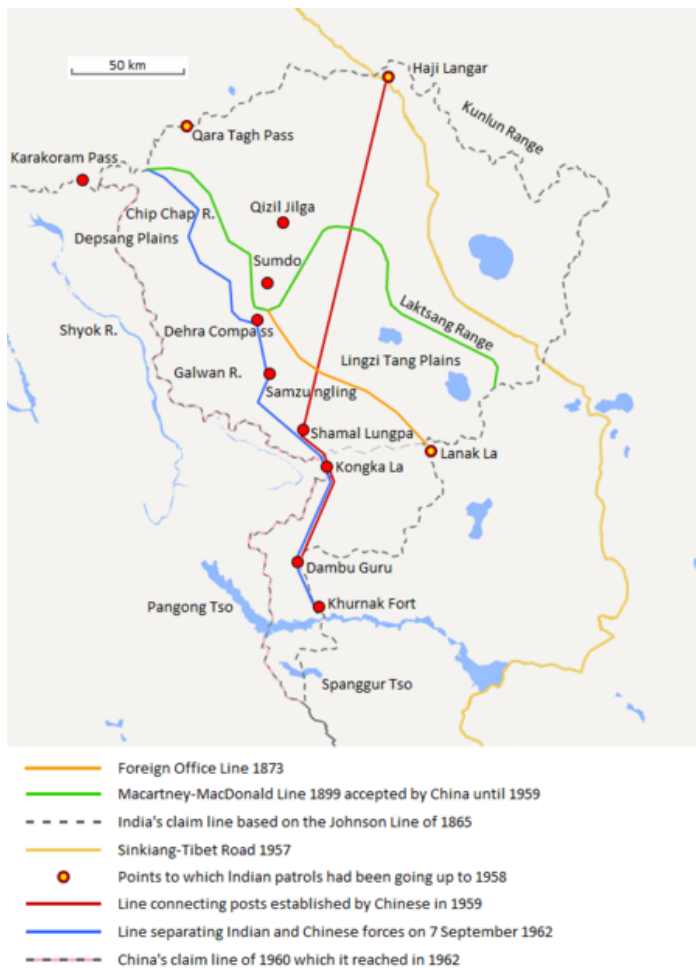 50 km
Haji Langar
Kunlun Range
Qara Tagh Pass
Karakoram Pass
Qizil Jilga
Chip Chap R.
Depsang Plains
Sumdo
Laktsang Range
Shyok R.
Dehra Compass
Lingzi Tang Plains
Galwan R.
Samzungling
Shamal Lungpa
Lanak La
Kongka La
Dambu Guru
Pangong Tso
Khurnak Fort
Spanggur Tso
Foreign Office Line 1873
Macartney-MacDonald Line 1899 accepted by China until 1959
India's claim line based on the Johnson Line of 1865
Sinkiang-Tibet Road 1957
Points to which Indian patrols had been going up to 1958
Line connecting posts established by Chinese in 1959
Line separating Indian and Chinese forces on 7 September 1962
China's claim line of 1960 which it reached in 1962